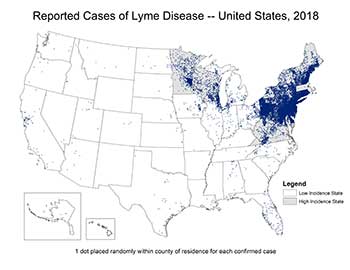 Reported Cases of Lyme Disease -- United States, 2018
Legend
Low Incidence State
High Incidence State
1 dot placed randomly within county of residence for each confirmed case